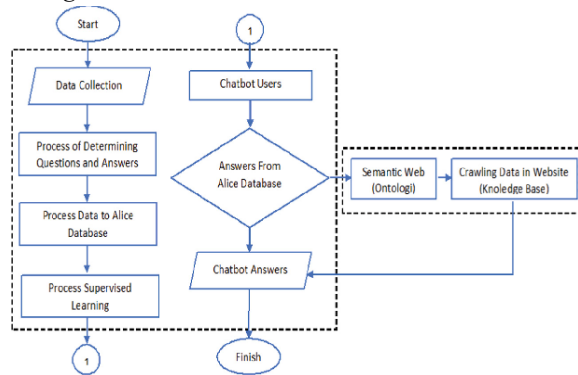 Start
Data Collection
Process of Determining
Questions and Answers
Process Data to Alice
Database
Process Supervised
Learning
1
1
Chatbot Users
Answers From
Alice Database
Chatbot Answers
Finish
Semantic Web
(Ontologi)
Crawling Data in Website
(Knoledge Base)